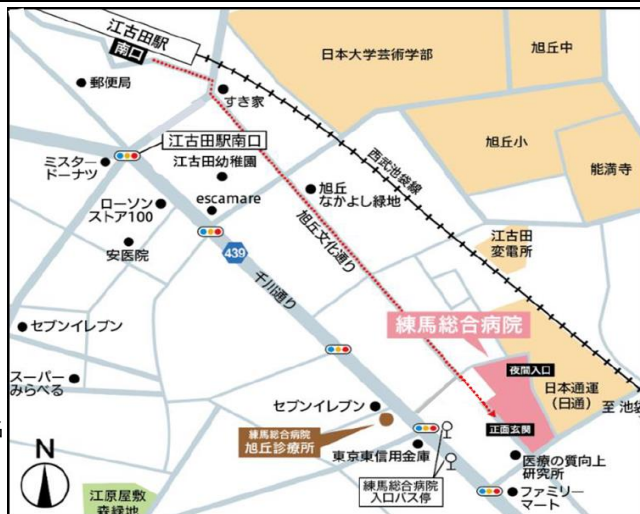 江古田駅
南口
郵便局
すき家
日本大学芸術学部
旭丘中
旭丘小
能満寺
江古田駅南口
ミスター
ドーナツ
江古田幼稚園
西武池袋線
旭丘
なかよし緑地
ローソン
ストア100
escamare
旭丘文化通り
安医院
439
千川通り
江古田
変電所
セブンイレブン
練馬総合病院
スーパー
みらべる
夜間入口
日本通運
(日通)
至 池袋
セブンイレブン
練馬総合病院
旭丘診療所
正面玄関
東京東信用金庫
医療の質向上
研究所
練馬総合病院
入口バス停
ファミリー
マート
N
江原屋敷
森緑地